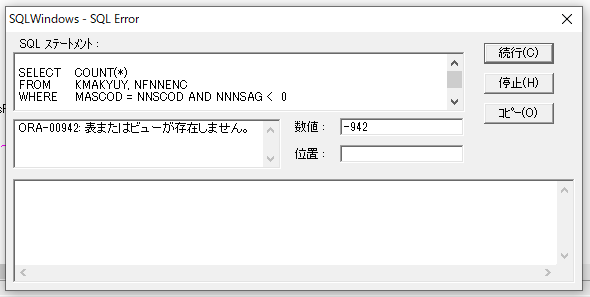 SQLWindows - SQL Error
SQL ステートメント:
続行(C)
SELECT COUNT(*)
FROM KMAKYUY, NFNNENC
WHERE MASCOD = NNSCOD AND NNNSAG < 0
停止(H)
コピー(O)
ORA-00942: 表またはビューが存在しません。
数値: -942
位置: